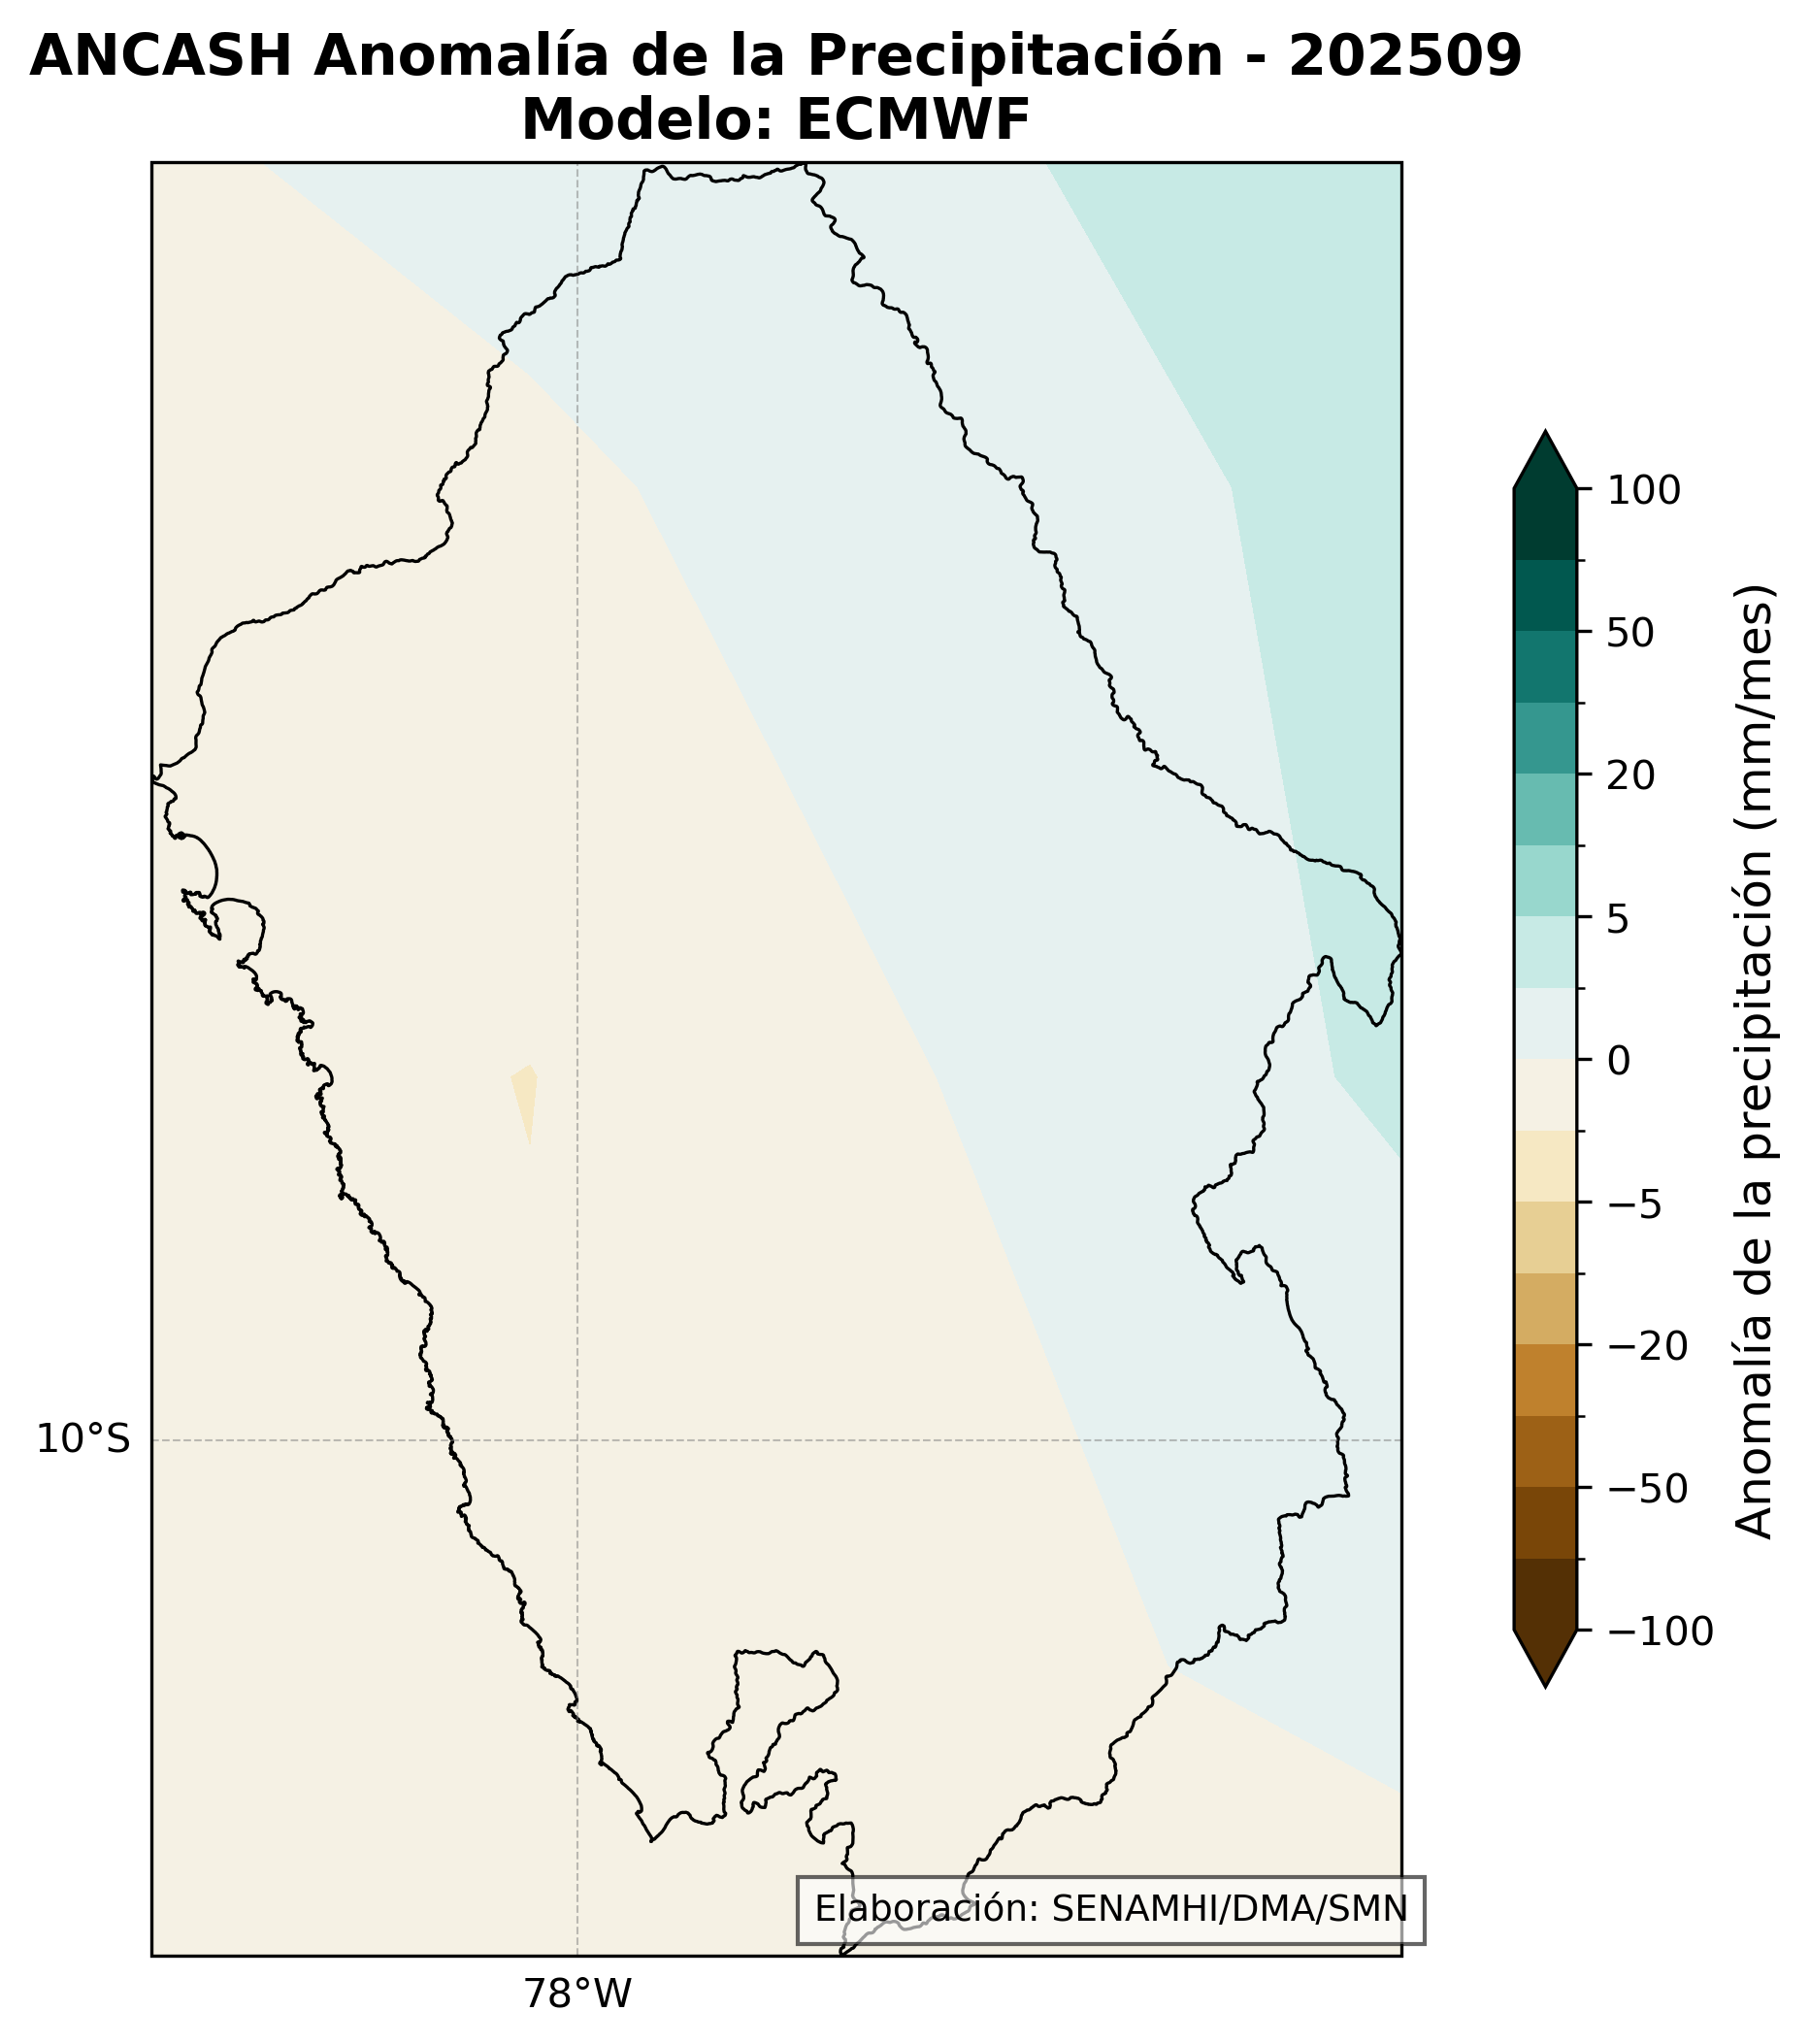 ANCASH Anomalía de la Precipitación - 202509
Modelo: ECMWF
100
50
20
5
0
−5
−20
−50
−100
Anomalía de la precipitación (mm/mes)
10°S
78°W
Elaboración: SENAMHI/DMA/SMN